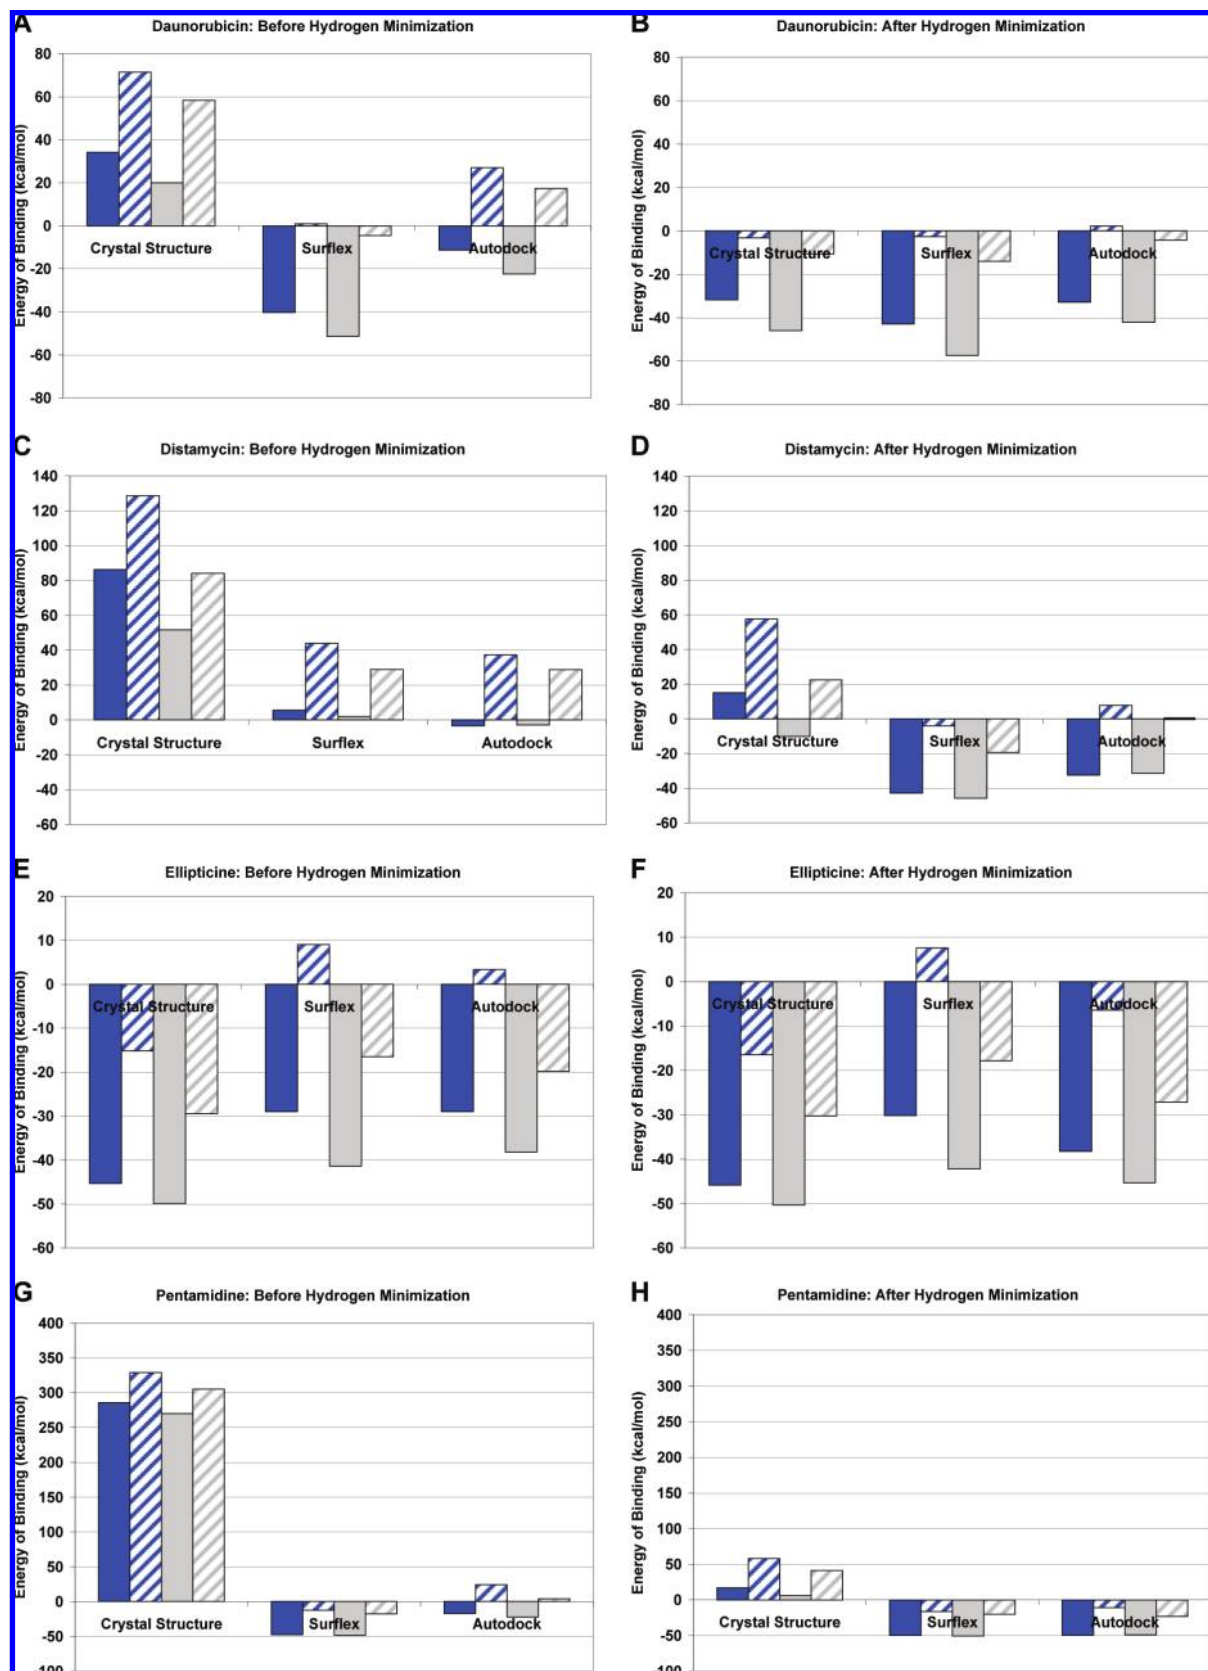 A
Daunorubicin: Before Hydrogen Minimization
Energy of Binding (kcal/mol)
80
60
40
20
0
-20
-40
-60
-80
Crystal Structure
Surflex
Autodock
B
Daunorubicin: After Hydrogen Minimization
Energy of Binding (kcal/mol)
80
60
40
20
0
-20
-40
-60
-80
Crystal Structure
Surflex
Autodock
C
Distamycin: Before Hydrogen Minimization
Energy of Binding (kcal/mol)
140
120
100
80
60
40
20
0
-20
-40
-60
Crystal Structure
Surflex
Autodock
D
Distamycin: After Hydrogen Minimization
Energy of Binding (kcal/mol)
140
120
100
80
60
40
20
0
-20
-40
-60
Crystal Structure
Surflex
Autodock
E
Ellipticine: Before Hydrogen Minimization
Energy of Binding (kcal/mol)
20
10
0
-10
-20
-30
-40
-50
-60
Crystal Structure
Surflex
Autodock
F
Ellipticine: After Hydrogen Minimization
Energy of Binding (kcal/mol)
20
10
0
-10
-20
-30
-40
-50
-60
Crystal Structure
Surflex
Autodock
G
Pentamidine: Before Hydrogen Minimization
Energy of Binding (kcal/mol)
400
350
300
250
200
150
100
50
0
-50
-100
Crystal Structure
Surflex
Autodock
H
Pentamidine: After Hydrogen Minimization
Energy of Binding (kcal/mol)
400
350
300
250
200
150
100
50
0
-50
-100
Crystal Structure
Surflex
Autodock